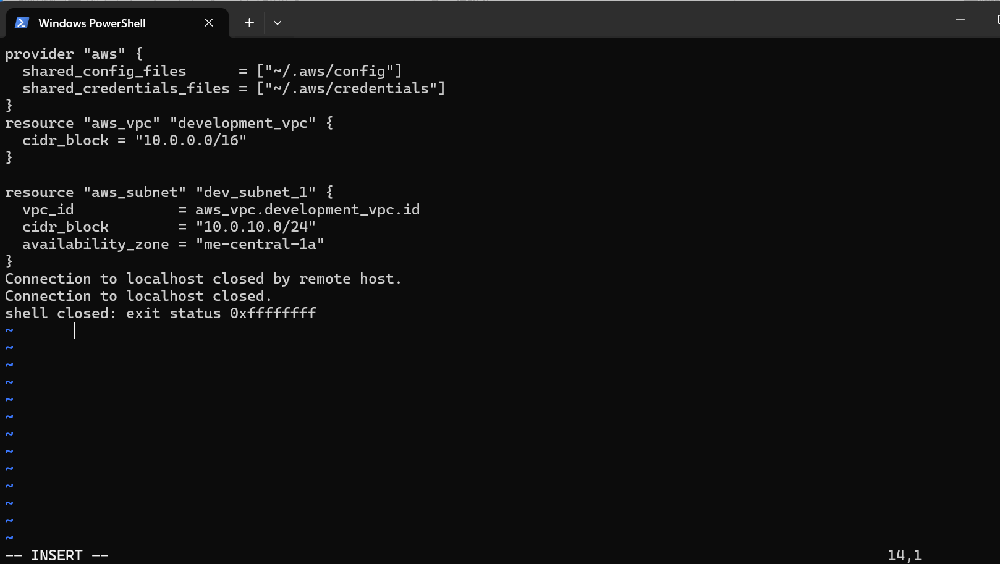 Windows PowerShell
provider "aws" {
  shared_config_files      = ["~/.aws/config"]
  shared_credentials_files = ["~/.aws/credentials"]
}
resource "aws_vpc" "development_vpc" {
  cidr_block = "10.0.0.0/16"
}

resource "aws_subnet" "dev_subnet_1" {
  vpc_id            = aws_vpc.development_vpc.id
  cidr_block        = "10.0.10.0/24"
  availability_zone = "me-central-1a"
}
Connection to localhost closed by remote host.
Connection to localhost closed.
shell closed: exit status 0xffffffff
~
~
~
~
~
~
~
~
~
~
~
~
~
-- INSERT -- 14,1